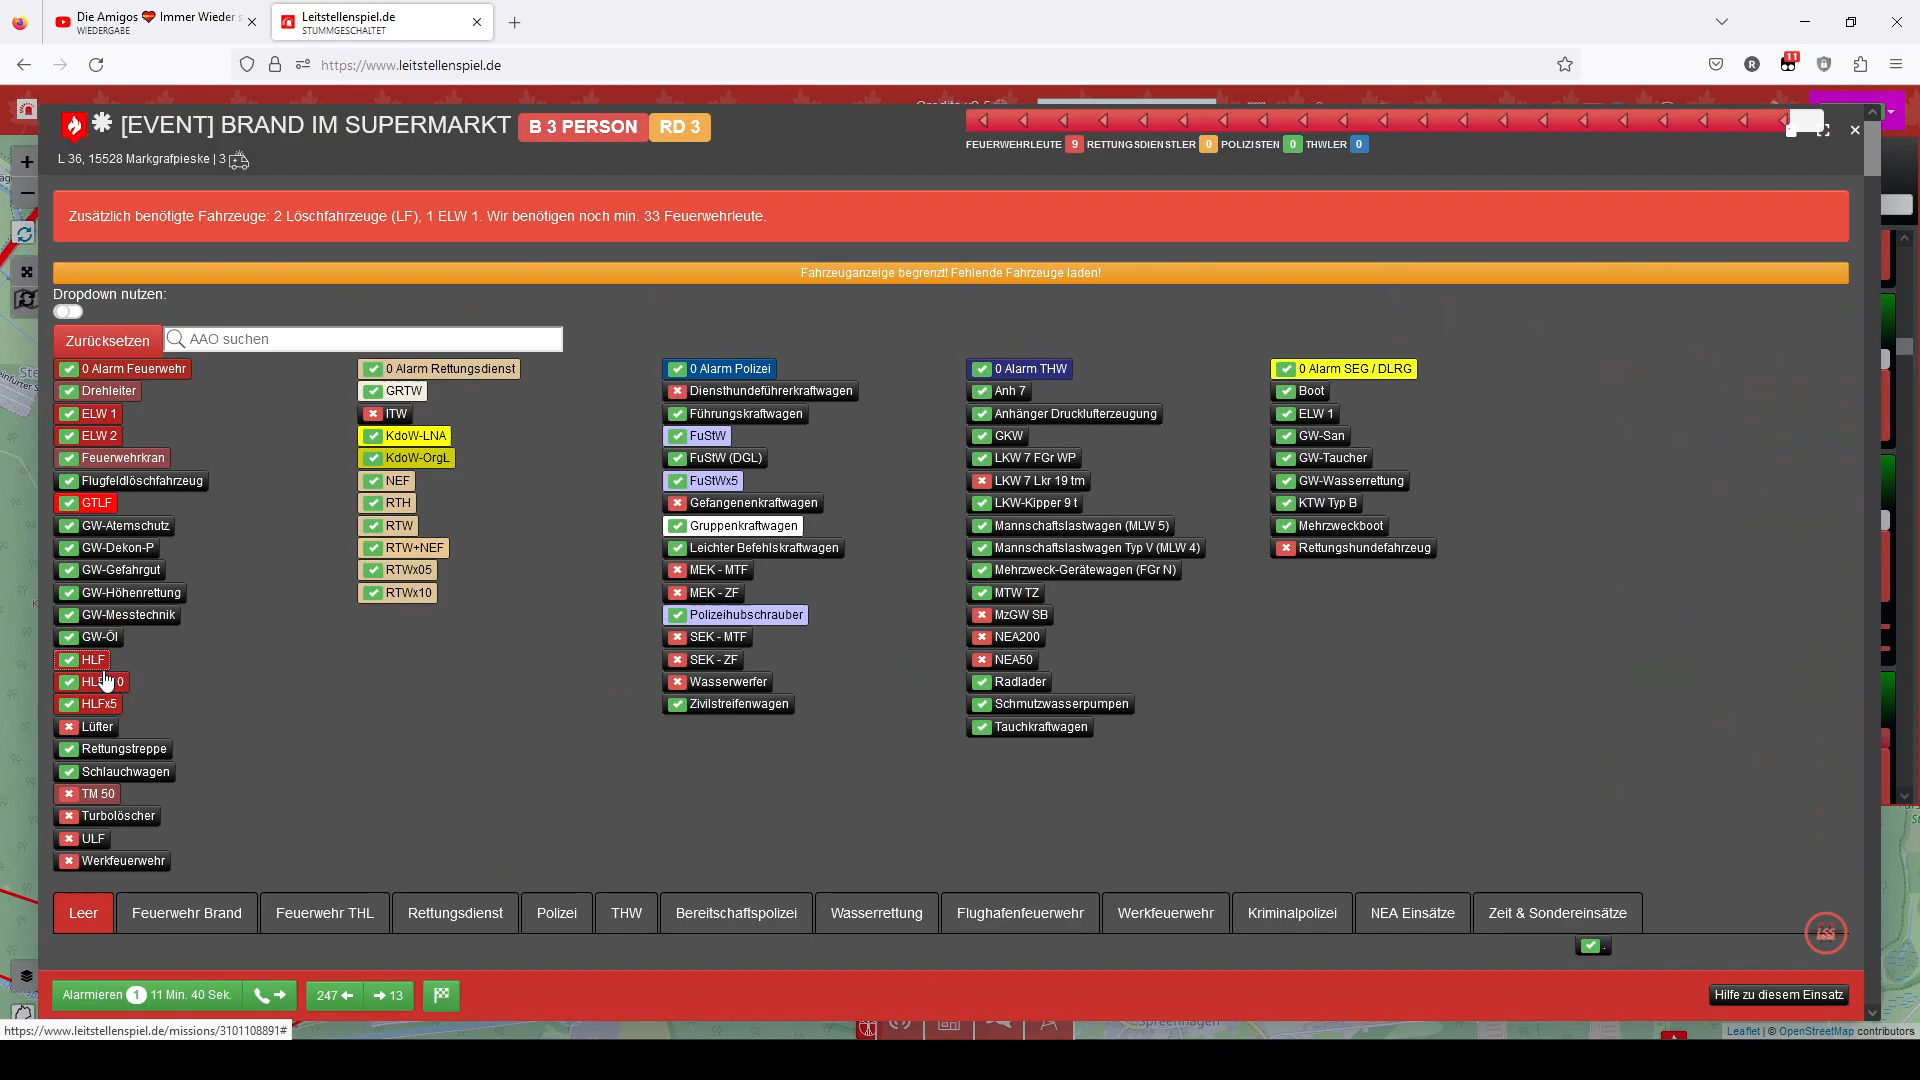 Die Amigos ❤ Immer Wieder s
WIEDERGABE
Leitstellenspiel.de
STUMMGESCHALTET
https://www.leitstellenspiel.de
11
[EVENT] BRAND IM SUPERMARKT B 3 PERSON RD 3
L 36, 15528 Markgrafpieske | 3
FEUERWEHRLEUTE 9 RETTUNGSDIENSTLER 0 POLIZISTEN 0 THWLER 0
Zusätzlich benötigte Fahrzeuge: 2 Löschfahrzeuge (LF), 1 ELW 1. Wir benötigen noch min. 33 Feuerwehrleute.
Fahrzeuganzeige begrenzt! Fehlende Fahrzeuge laden!
Dropdown nutzen:
Zurücksetzen
AAO suchen
0 Alarm Feuerwehr
Drehleiter
ELW 1
ELW 2
Feuerwehrkran
Flugfeldlöschfahrzeug
GTLF
GW-Atemschutz
GW-Dekon-P
GW-Gefahrgut
GW-Höhenrettung
GW-Messtechnik
GW-Öl
HLF
HLFx5
Lüfter
Rettungstreppe
Schlauchwagen
TM 50
Turbolöscher
ULF
Werkfeuerwehr
0 Alarm Rettungsdienst
GRTW
ITW
KdoW-LNA
KdoW-OrgL
NEF
RTH
RTW
RTW+NEF
RTWx05
RTWx10
0 Alarm Polizei
Diensthundeführerkraftwagen
Führungskraftwagen
FuStW
FuStW (DGL)
FuStWx5
Gefangenenkraftwagen
Gruppenkraftwagen
Leichter Befehlskraftwagen
MEK - MTF
MEK - ZF
Polizeihubschrauber
SEK - MTF
SEK - ZF
Wasserwerfer
Zivilstreifenwagen
0 Alarm THW
Anh 7
Anhänger Drucklufterzeugung
GKW
LKW 7 FGr WP
LKW 7 Lkr 19 tm
LKW-Kipper 9 t
Mannschaftslastwagen (MLW 5)
Mannschaftslastwagen Typ V (MLW 4)
Mehrzweck-Gerätewagen (FGr N)
MTW TZ
MzGW SB
NEA200
NEA50
Radlader
Schmutzwasserpumpen
Tauchkraftwagen
0 Alarm SEG / DLRG
Boot
ELW 1
GW-San
GW-Taucher
GW-Wasserrettung
KTW Typ B
Mehrzweckboot
Rettungshundefahrzeug
Leer
Feuerwehr Brand
Feuerwehr THL
Rettungsdienst
Polizei
THW
Bereitschaftspolizei
Wasserrettung
Flughafenfeuerwehr
Werkfeuerwehr
Kriminalpolizei
NEA Einsätze
Zeit & Sondereinsätze
.
LSS
Alarmieren 1 11 Min. 40 Sek.
247
13
Hilfe zu diesem Einsatz
https://www.leitstellenspiel.de/missions/3101108891#
Spreenhagen
Leaflet | © OpenStreetMap contributors